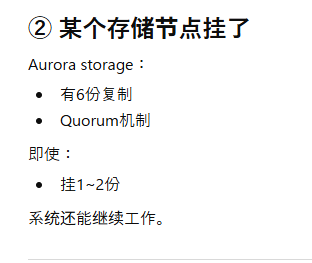 ② 某个存储节点挂了
Aurora storage：
• 有6份复制
• Quorum机制
即使：
• 挂1~2份
系统还能继续工作。